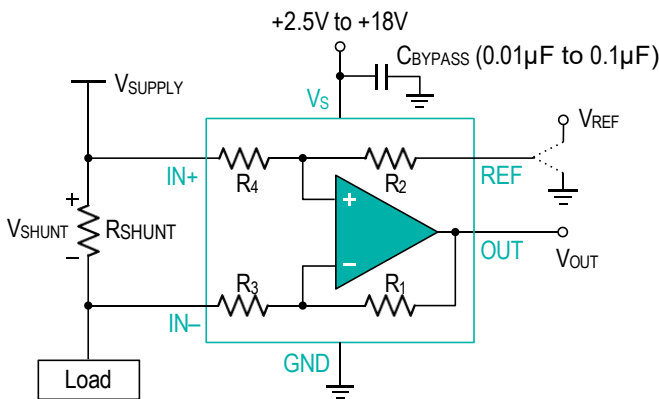 +2.5V to +18V
CBYPASS (0.01µF to 0.1µF)
VSUPPLY
VS
VREF
IN+
R4
R2
REF
+
+
VSHUNT
RSHUNT
−
−
OUT
VOUT
R3
R1
IN−
GND
Load